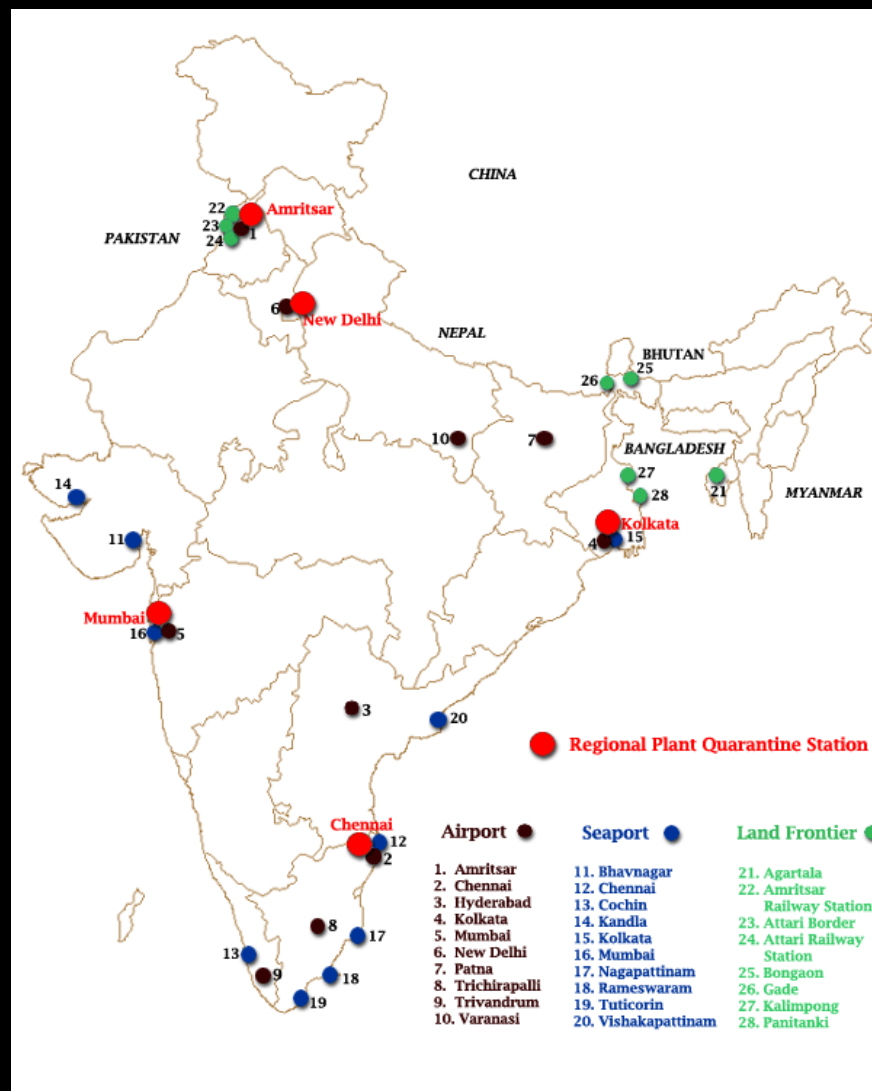 CHINA
22
Amritsar
23
1
PAKISTAN
24
6
New Delhi
NEPAL
BHUTAN
25
26
10
7
BANGLADESH
27
14
21
28
MYANMAR
Kolkata
11
4
15
Mumbai
16
5
3
20
Regional Plant Quarantine Station
Chennai
12
2
8
17
13
9
18
19
Airport
1. Amritsar
2. Chennai
3. Hyderabad
4. Kolkata
5. Mumbai
6. New Delhi
7. Patna
8. Trichirapalli
9. Trivandrum
10. Varanasi
Seaport
11. Bhavnagar
12. Chennai
13. Cochin
14. Kandla
15. Kolkata
16. Mumbai
17. Nagapattinam
18. Rameswaram
19. Tuticorin
20. Vishakapattinam
Land Frontier
21. Agartala
22. Amritsar
Railway Station
23. Attari Border
24. Attari Railway
Station
25. Bongaon
26. Gade
27. Kalimpong
28. Panitanki